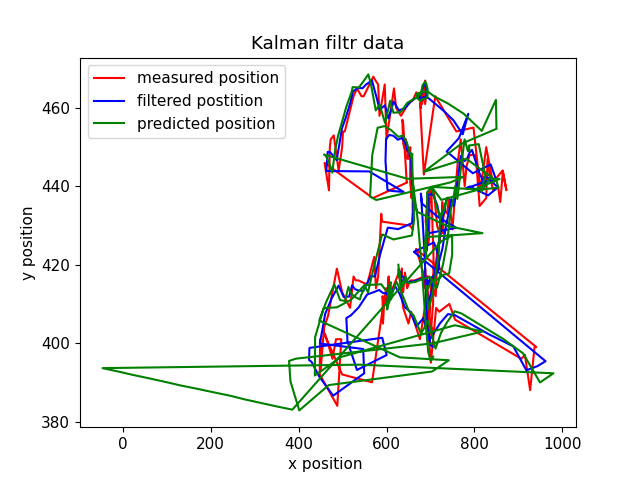 Kalman filtr data
measured position
filtered postition
predicted position
y position
460
440
420
400
380
0
200
400
600
800
1000
x position